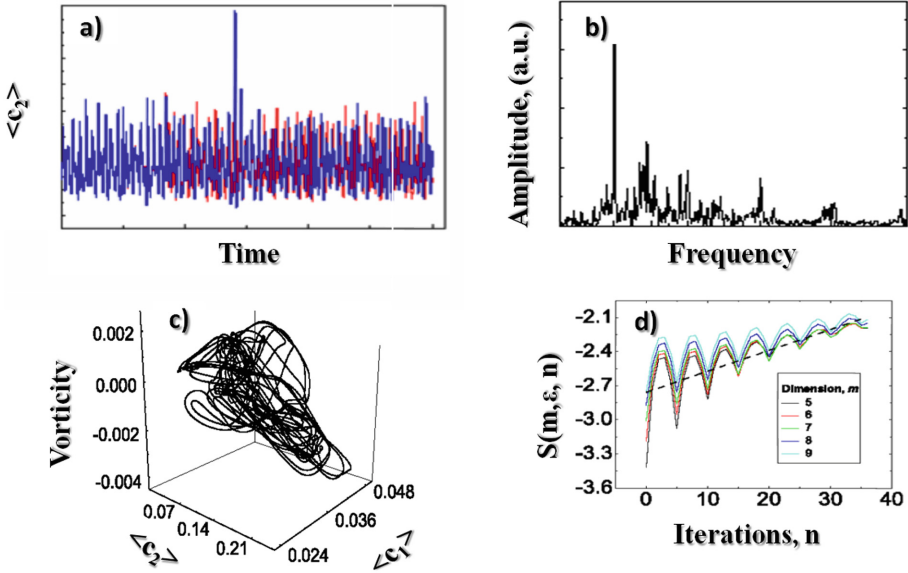 a)
<c₂>
Time
b)
Amplitude, (a.u.)
Frequency
c)
Vorticity
0.002
0.000
-0.002
-0.004
0.07
0.14
0.21
<c₂>
0.024
0.036
0.048
<c₁>
d)
S(m,ε, n)
-2.1
-2.4
-2.7
-3.0
-3.3
-3.6
Dimension, m
5
6
7
8
9
0
10
20
30
40
Iterations, n